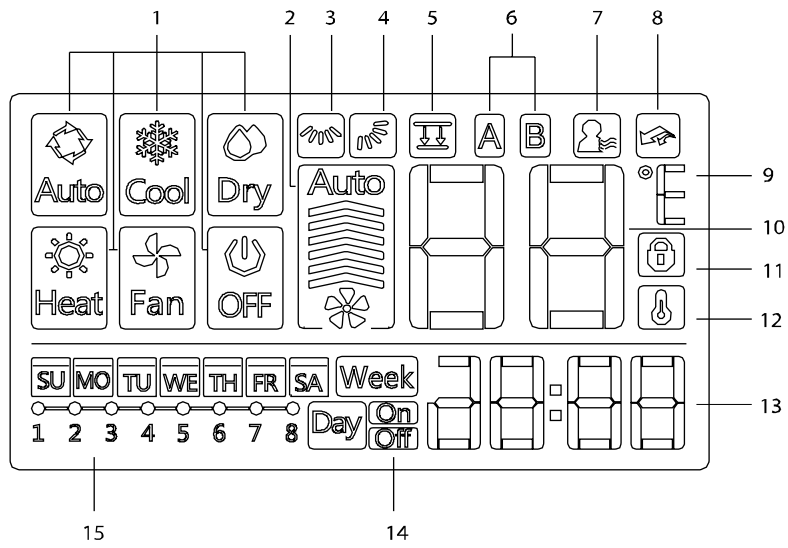 1 2 3 4 5 6 7 8
A B
Auto Cool Dry Auto
9
10
Heat Fan OFF
11
12
SU MO TU WE TH FR SA Week
13
1 2 3 4 5 6 7 8 Day On
Off
15 14